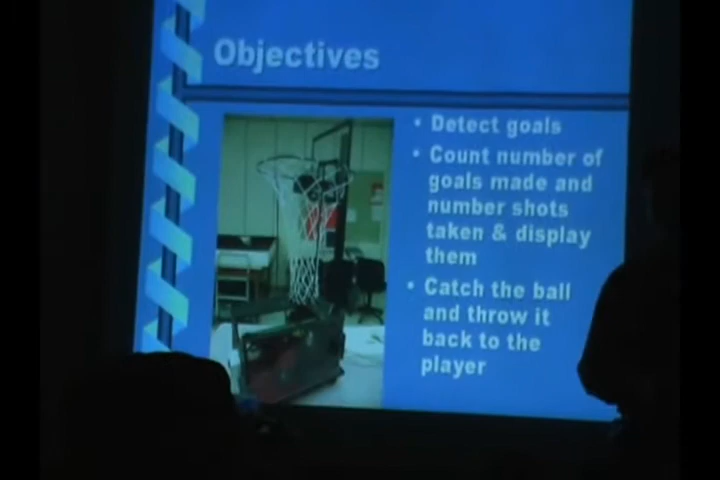 Objectives
• Detect goals
• Count number of
goals made and
number shots
taken & display
them
• Catch the ball
and throw it
back to the
player